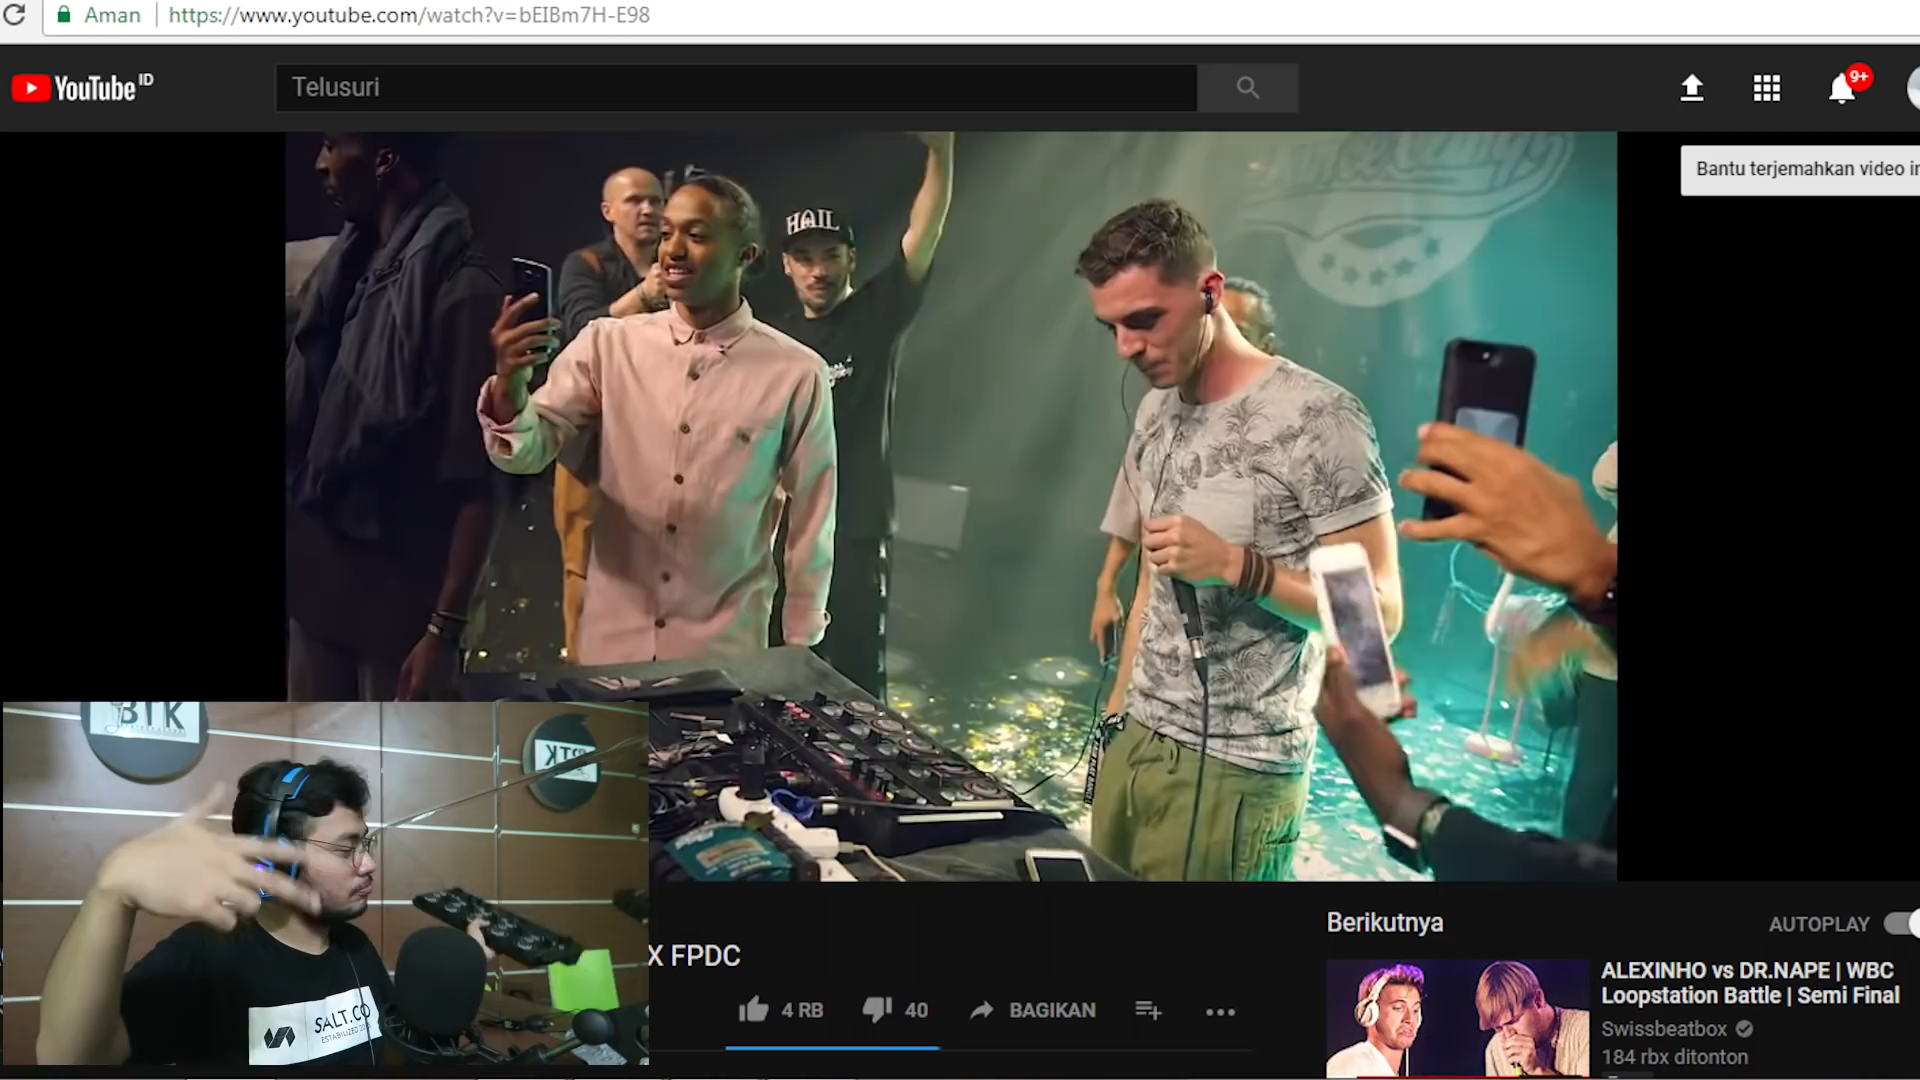 Aman
https://www.youtube.com/watch?v=bEIBm7H-E98
YouTube ID
Telusuri
9+
Bantu terjemahkan video in
HAIL
BTK
BTK
SALT.CO
X FPDC
4 RB
40
BAGIKAN
Berikutnya
AUTOPLAY
ALEXINHO vs DR.NAPE | WBC
Loopstation Battle | Semi Final
Swissbeatbox
184 rbx ditonton